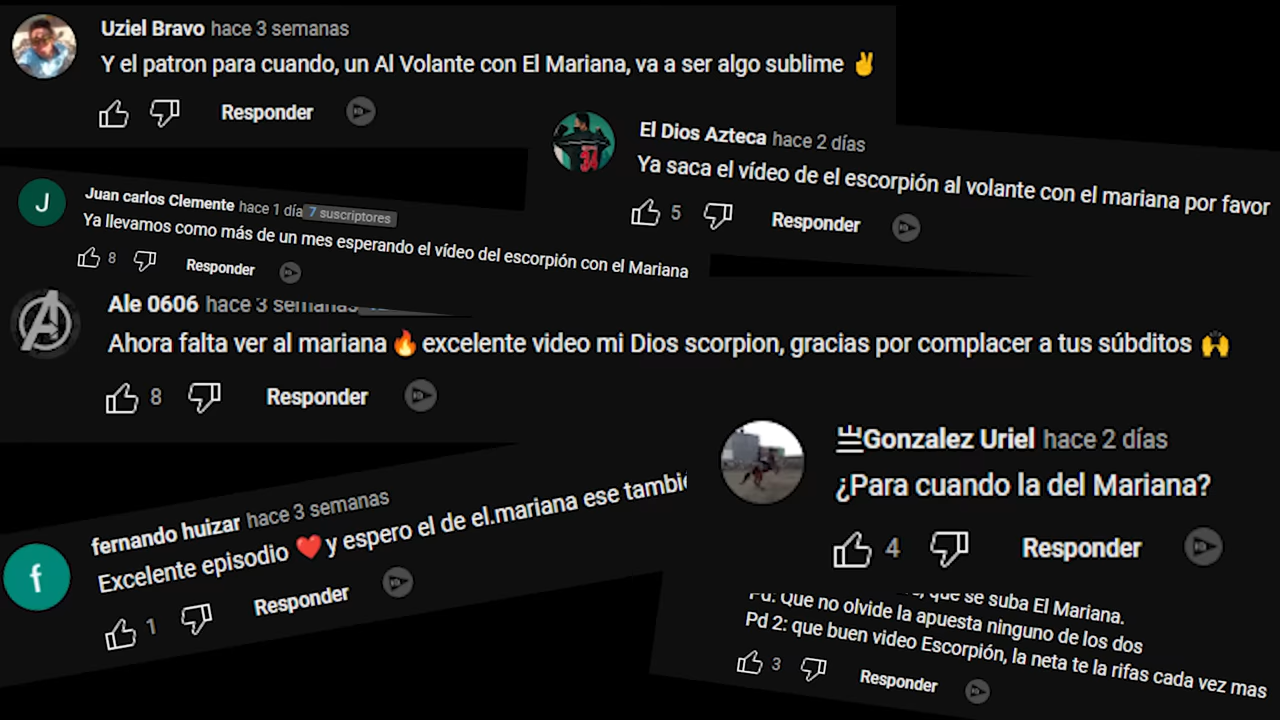 Uziel Bravo hace 3 semanas
Y el patron para cuando, un Al Volante con El Mariana, va a ser algo sublime ✌
Responder
El Dios Azteca hace 2 días
Ya saca el vídeo de el escorpión al volante con el mariana por favor
5 Responder
J
Juan carlos Clemente hace 1 día 7 suscriptores
Ya llevamos como más de un mes esperando el vídeo del escorpión con el Mariana
8 Responder
Ale 0606 hace 3 semanas
Ahora falta ver al mariana 🔥 excelente video mi Dios scorpion, gracias por complacer a tus súbditos 🙌
8 Responder
Gonzalez Uriel hace 2 días
¿Para cuando la del Mariana?
4 Responder
f
fernando huizar hace 3 semanas
Excelente episodio ❤️ y espero el de el.mariana ese tambié
1 Responder
que se suba El Mariana.
Pd: Que no olvide la apuesta ninguno de los dos
Pd 2: que buen video Escorpión, la neta te la rifas cada vez mas
3 Responder